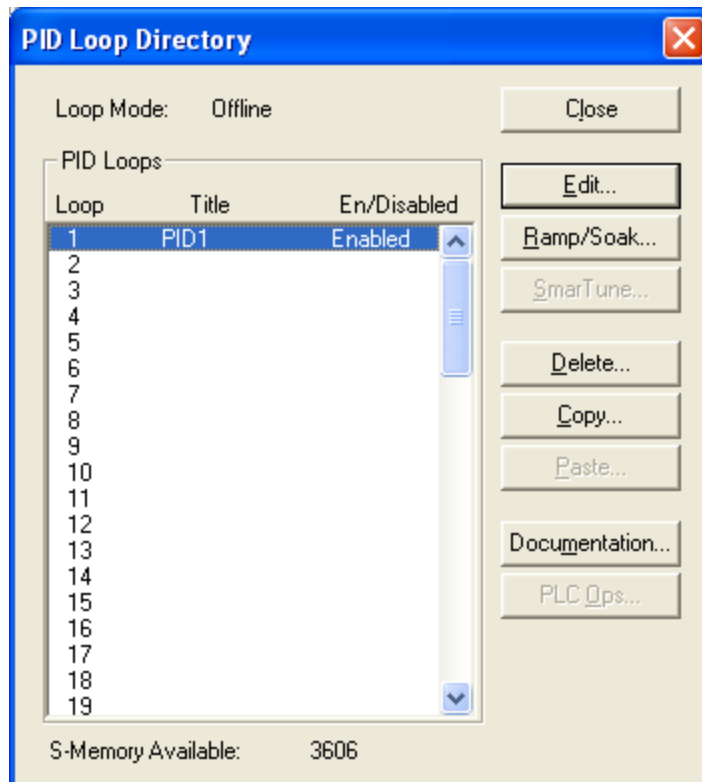 PID Loop Directory
Loop Mode: Offline
Close
PID Loops
Edit...
Loop Title En/Disabled
1 PID1 Enabled
Ramp/Soak...
2
3
SmarTune...
4
5
6
Delete...
7
8
Copy...
9
10
Paste...
11
12
13
Documentation...
14
15
PLC Ops...
16
17
18
19
S-Memory Available: 3606